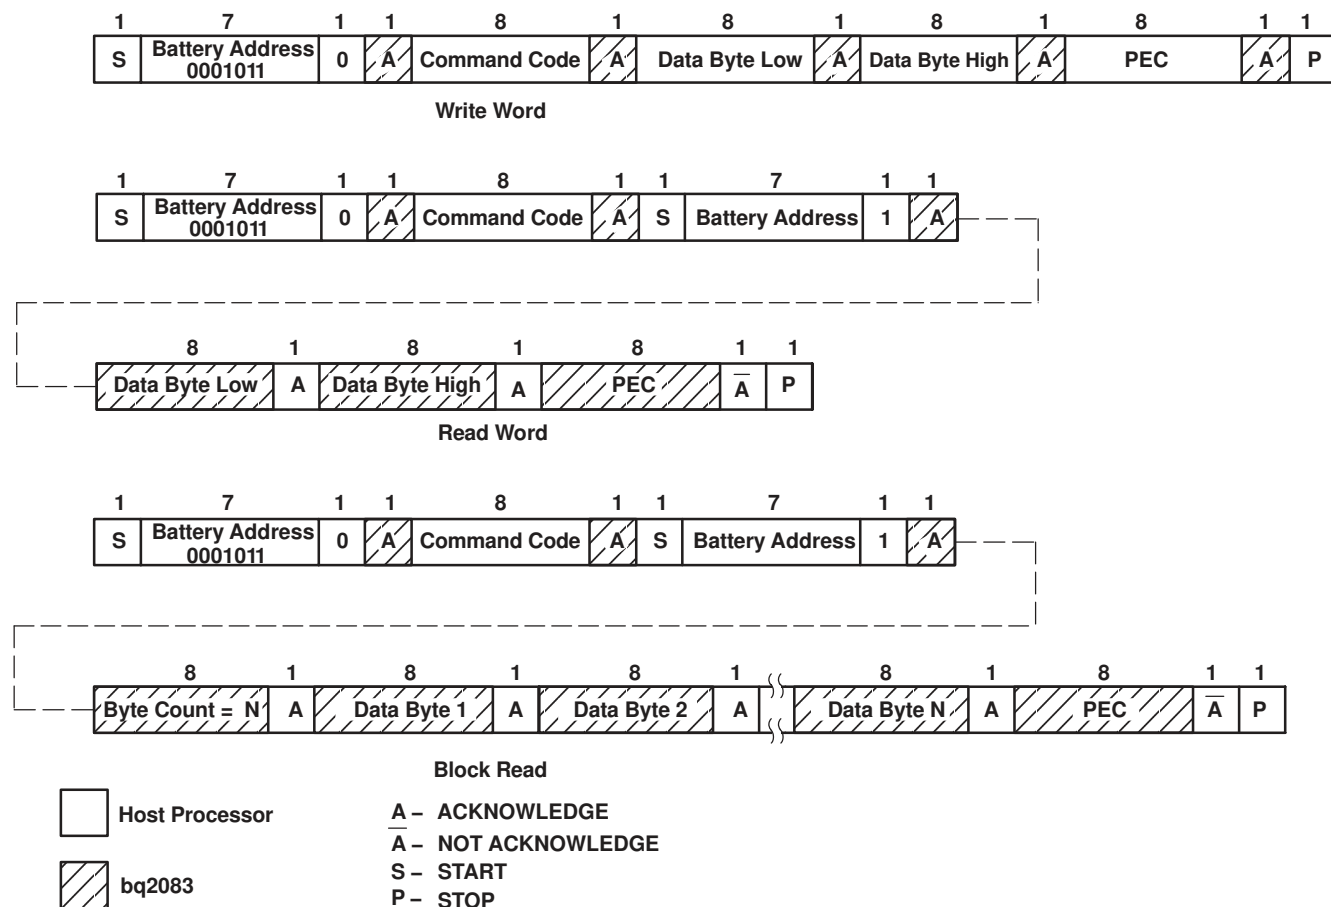 1 7 1 1 8 1 8 1 8 1 8 1 1
S Battery Address 0 A Command Code A Data Byte Low A Data Byte High A PEC A P
0001011
Write Word
1 7 1 1 8 1 1 7 1 1
S Battery Address 0 A Command Code A S Battery Address 1 A
0001011
8 1 8 1 8 1 1
Data Byte Low A Data Byte High A PEC A̅ P
Read Word
1 7 1 1 8 1 1 7 1 1
S Battery Address 0 A Command Code A S Battery Address 1 A
0001011
8 1 8 1 8 1 8 1 8 1 1
Byte Count = N A Data Byte 1 A Data Byte 2 A Data Byte N A PEC A̅ P
Block Read
Host Processor
bq2083
A – ACKNOWLEDGE
A̅ – NOT ACKNOWLEDGE
S – START
P – STOP